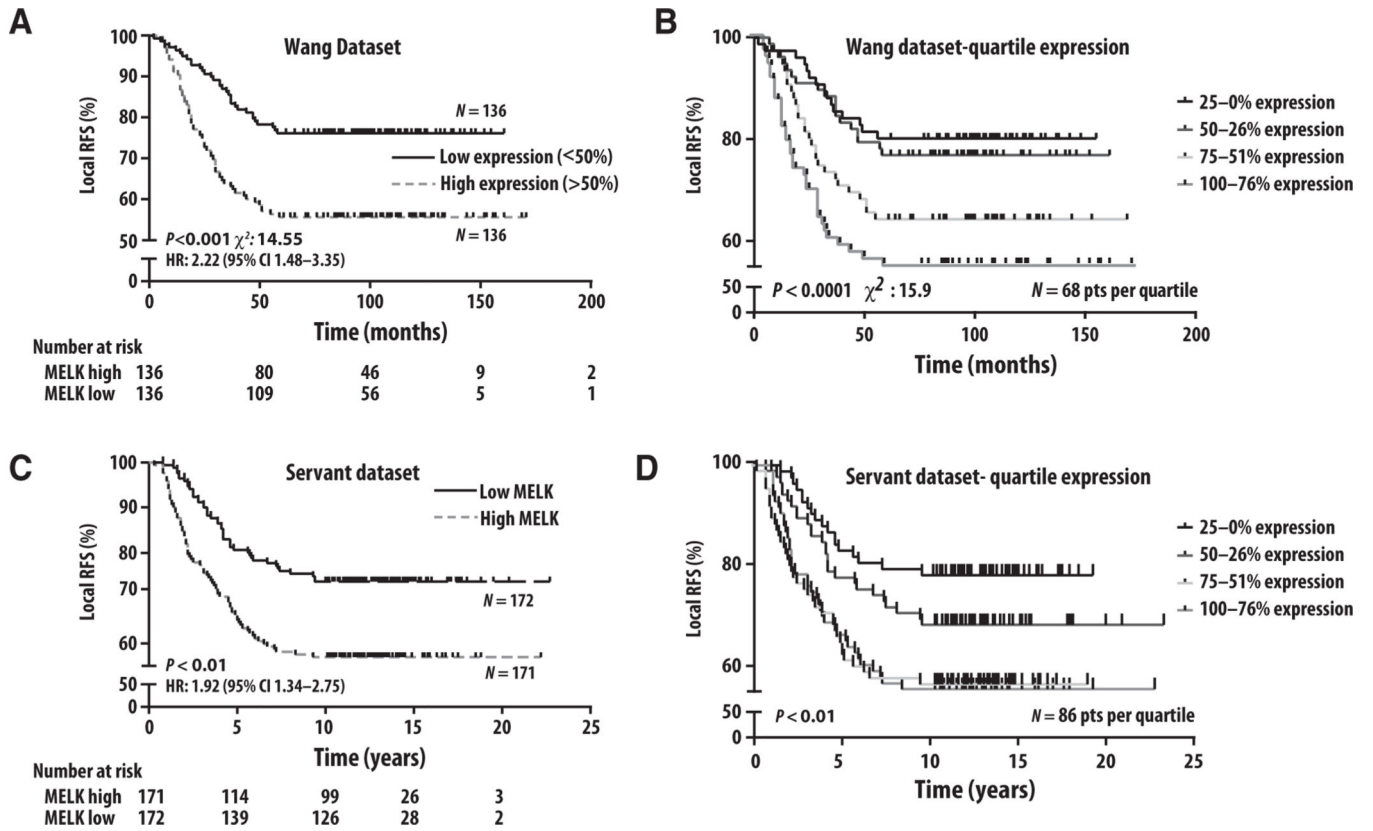 A
Wang Dataset
Local RFS (%)
100
90
80
70
60
50
0
N = 136
Low expression (<50%)
High expression (>50%)
N = 136
P<0.001 χ²: 14.55
HR: 2.22 (95% CI 1.48–3.35)
0 50 100 150 200
Time (months)
Number at risk
MELK high 136 80 46 9 2
MELK low 136 109 56 5 1
B
Wang dataset-quartile expression
Local RFS (%)
100
80
60
50
0
25–0% expression
50–26% expression
75–51% expression
100–76% expression
P < 0.0001 χ² : 15.9
N = 68 pts per quartile
0 50 100 150 200
Time (months)
C
Servant dataset
Local RFS (%)
100
90
80
70
60
50
0
Low MELK
High MELK
N = 172
N = 171
P < 0.01
HR: 1.92 (95% CI 1.34–2.75)
0 5 10 15 20 25
Time (years)
Number at risk
MELK high 171 114 99 26 3
MELK low 172 139 126 28 2
D
Servant dataset- quartile expression
Local RFS (%)
100
80
60
50
0
25–0% expression
50–26% expression
75–51% expression
100–76% expression
P < 0.01
N = 86 pts per quartile
0 5 10 15 20 25
Time (years)